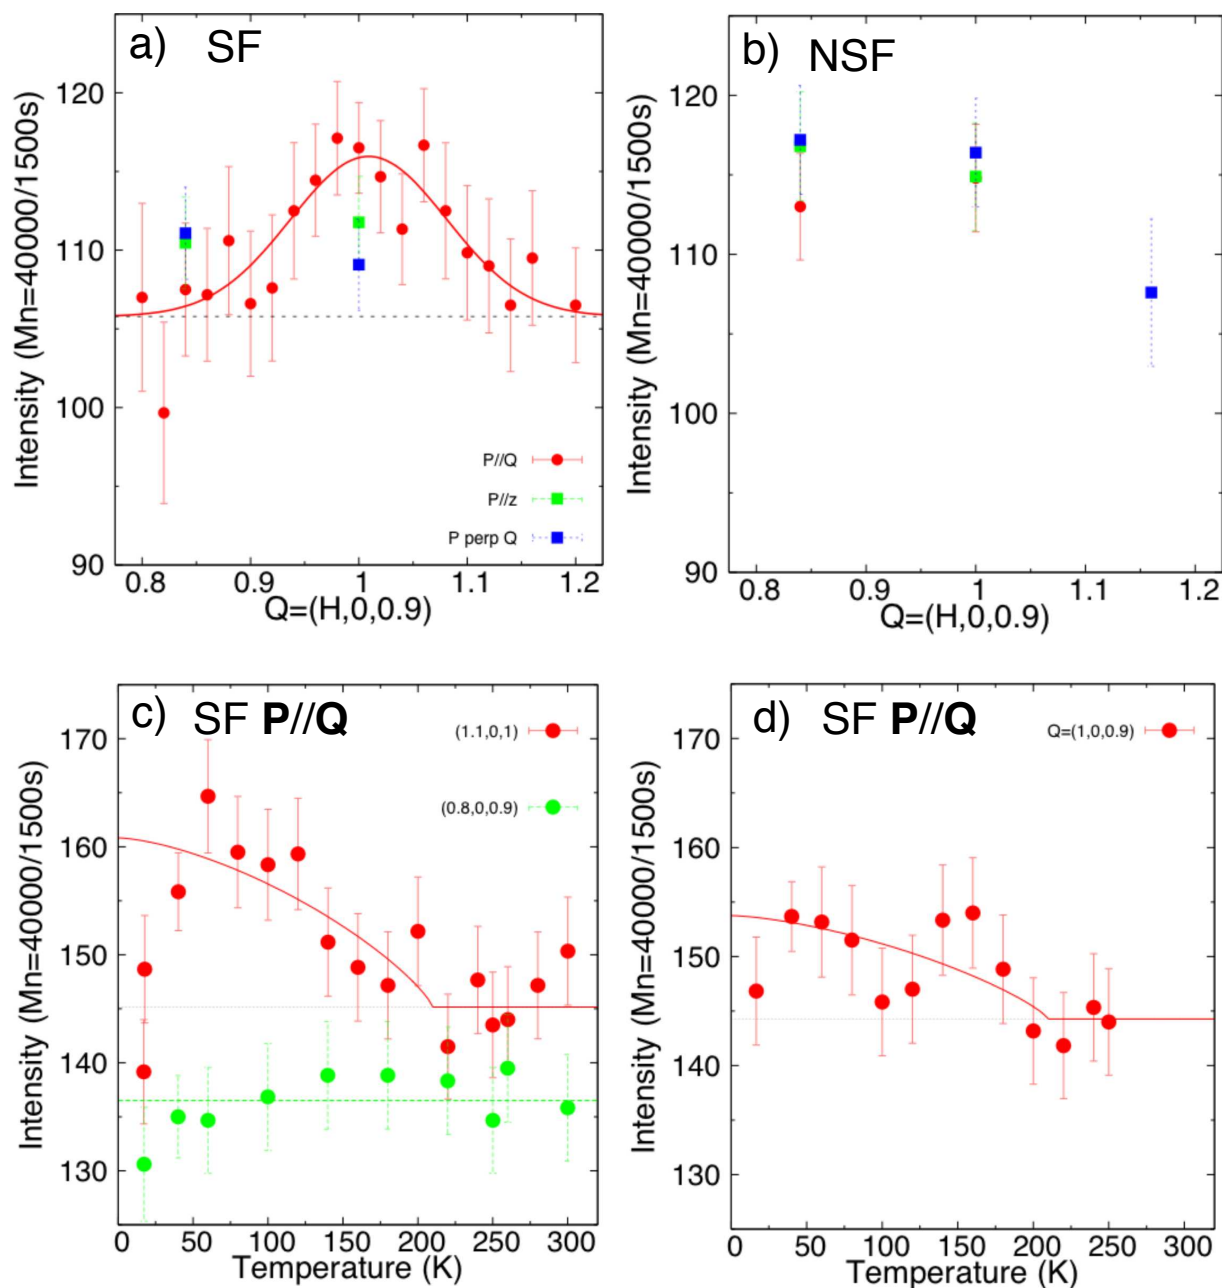 a) SF
Intensity (Mn=40000/1500s)
120
110
100
90
P//Q
P//z
P perp Q
0.8 0.9 1 1.1 1.2
Q=(H,0,0.9)
b) NSF
Intensity (Mn=40000/1500s)
120
110
100
90
0.8 0.9 1 1.1 1.2
Q=(H,0,0.9)
c) SF P//Q
(1.1,0,1)
(0.8,0,0.9)
Intensity (Mn=40000/1500s)
170
160
150
140
130
0 50 100 150 200 250 300
Temperature (K)
d) SF P//Q
Q=(1,0,0.9)
Intensity (Mn=40000/1500s)
170
160
150
140
130
0 50 100 150 200 250 300
Temperature (K)